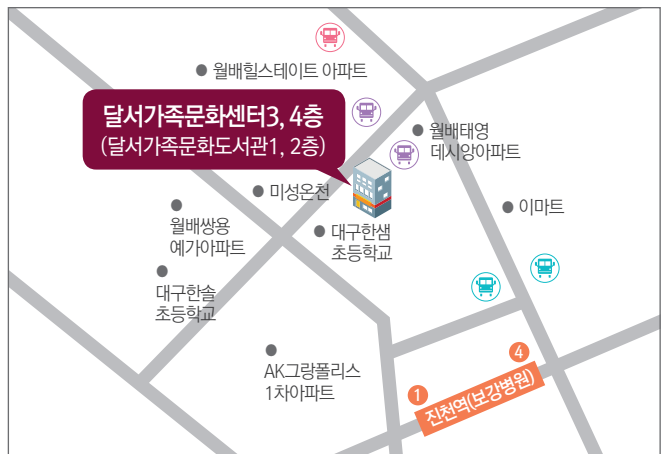 월배힐스테이트 아파트
달서가족문화센터3, 4층
(달서가족문화도서관1, 2층)
월배태영
데시앙아파트
미성온천
이마트
월배쌍용
예가아파트
대구한샘
초등학교
대구한솔
초등학교
AK그랑폴리스
1차아파트
4
1
진천역(보강병원)